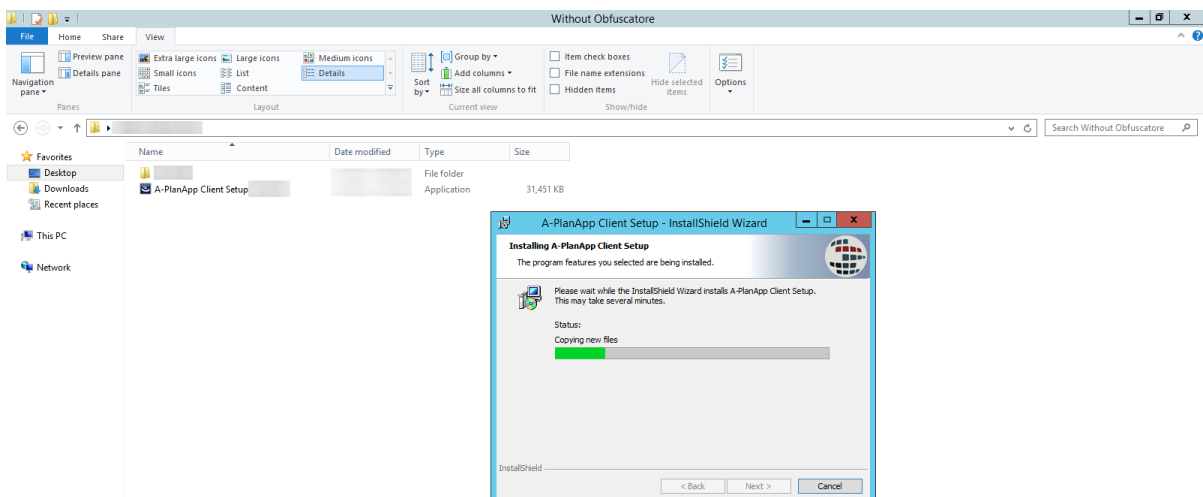 Without Obfuscatore
File Home Share View
Navigation pane
Preview pane
Details pane
Panes
Extra large icons Large icons Medium icons
Small icons List Details
Tiles Content
Layout
Sort by
Group by
Add columns
Size all columns to fit
Current view
Item check boxes
File name extensions
Hidden items
Hide selected items
Show/hide
Options
Search Without Obfuscatore
Favorites
Desktop
Downloads
Recent places
This PC
Network
Name Date modified Type Size
File folder
A-PlanApp Client Setup Application 31,451 KB
A-PlanApp Client Setup - InstallShield Wizard
Installing A-PlanApp Client Setup
The program features you selected are being installed.
Please wait while the InstallShield Wizard installs A-PlanApp Client Setup.
This may take several minutes.
Status:
Copying new files
InstallShield
< Back Next > Cancel